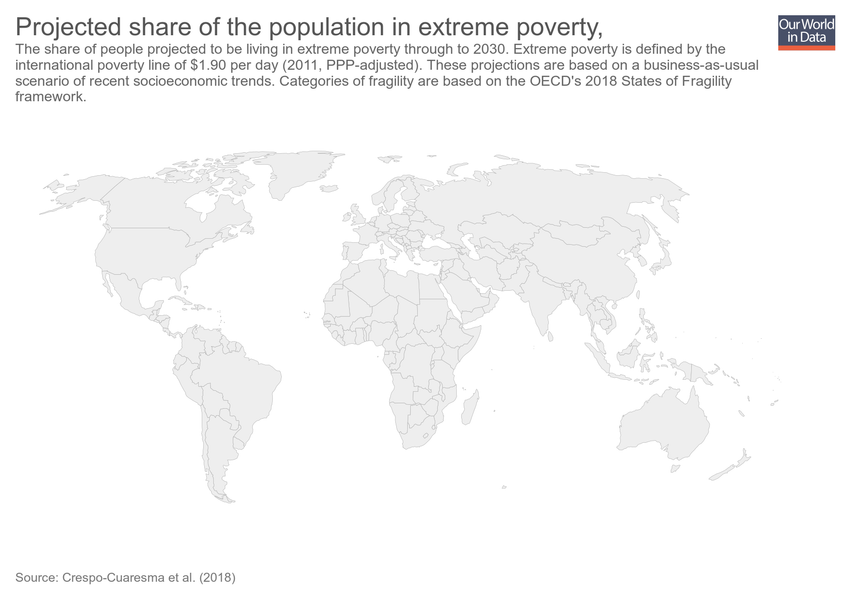 Projected share of the population in extreme poverty,
Our World
in Data
The share of people projected to be living in extreme poverty through to 2030. Extreme poverty is defined by the
international poverty line of $1.90 per day (2011, PPP-adjusted). These projections are based on a business-as-usual
scenario of recent socioeconomic trends. Categories of fragility are based on the OECD's 2018 States of Fragility
framework.
Source: Crespo-Cuaresma et al. (2018)